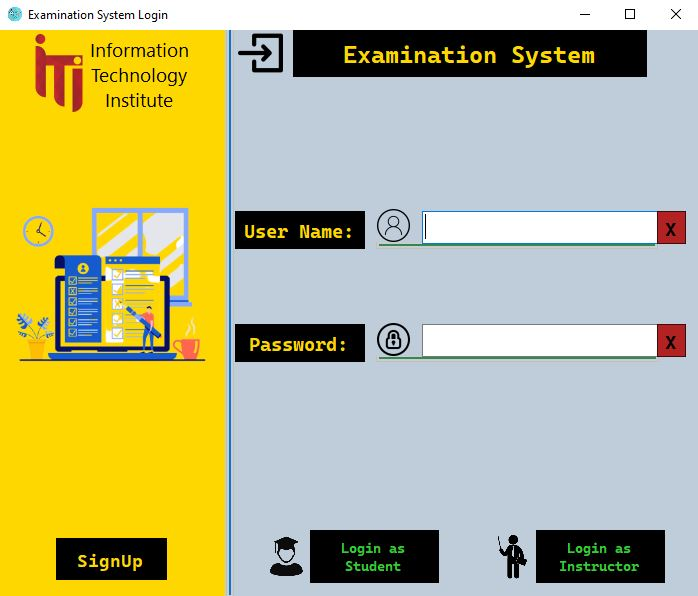 Examination System Login
Information
Technology
Institute
Examination System
User Name:
X
Password:
X
SignUp
Login as
Student
Login as
Instructor